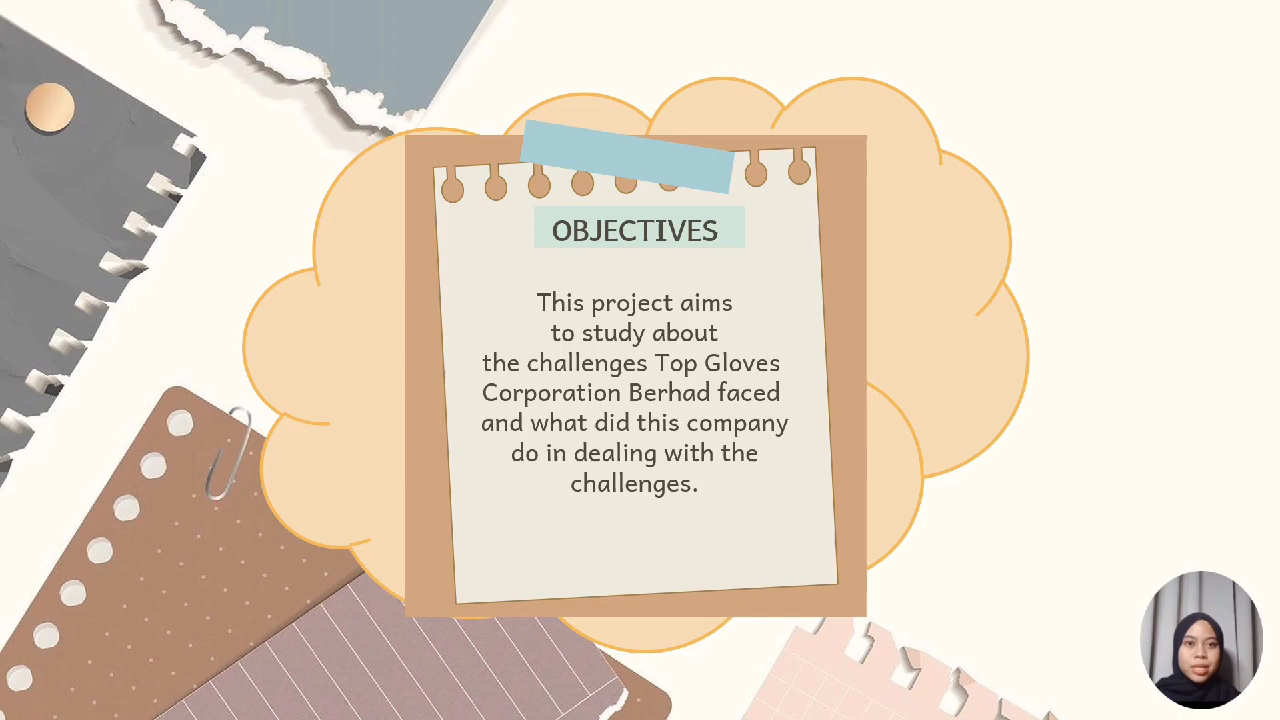 OBJECTIVES
This project aims
to study about
the challenges Top Gloves
Corporation Berhad faced
and what did this company
do in dealing with the
challenges.